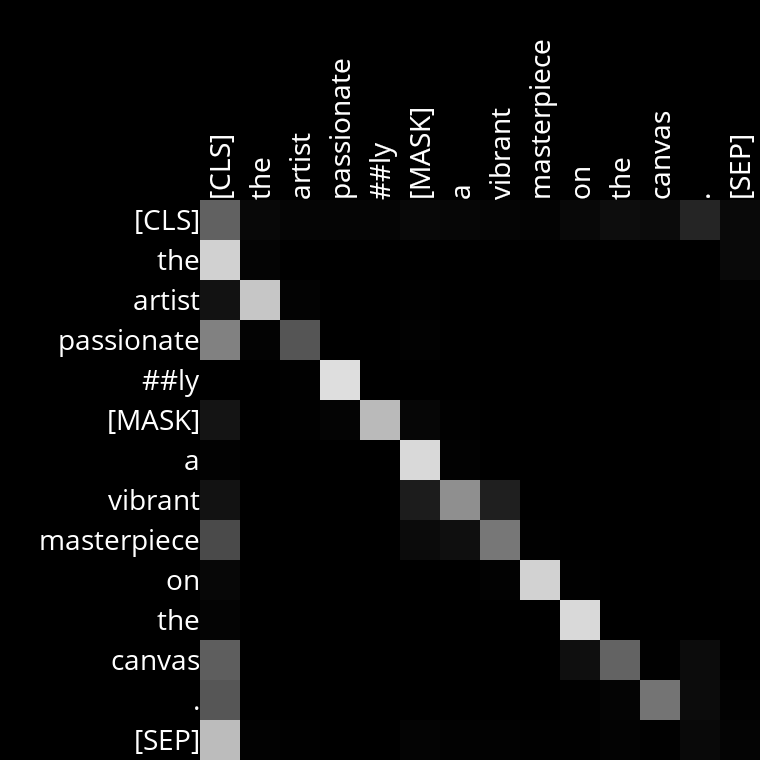 [CLS] the artist passionate ##ly [MASK] a vibrant masterpiece on the canvas . [SEP]
[CLS]
the
artist
passionate
##ly
[MASK]
a
vibrant
masterpiece
on
the
canvas
.
[SEP]